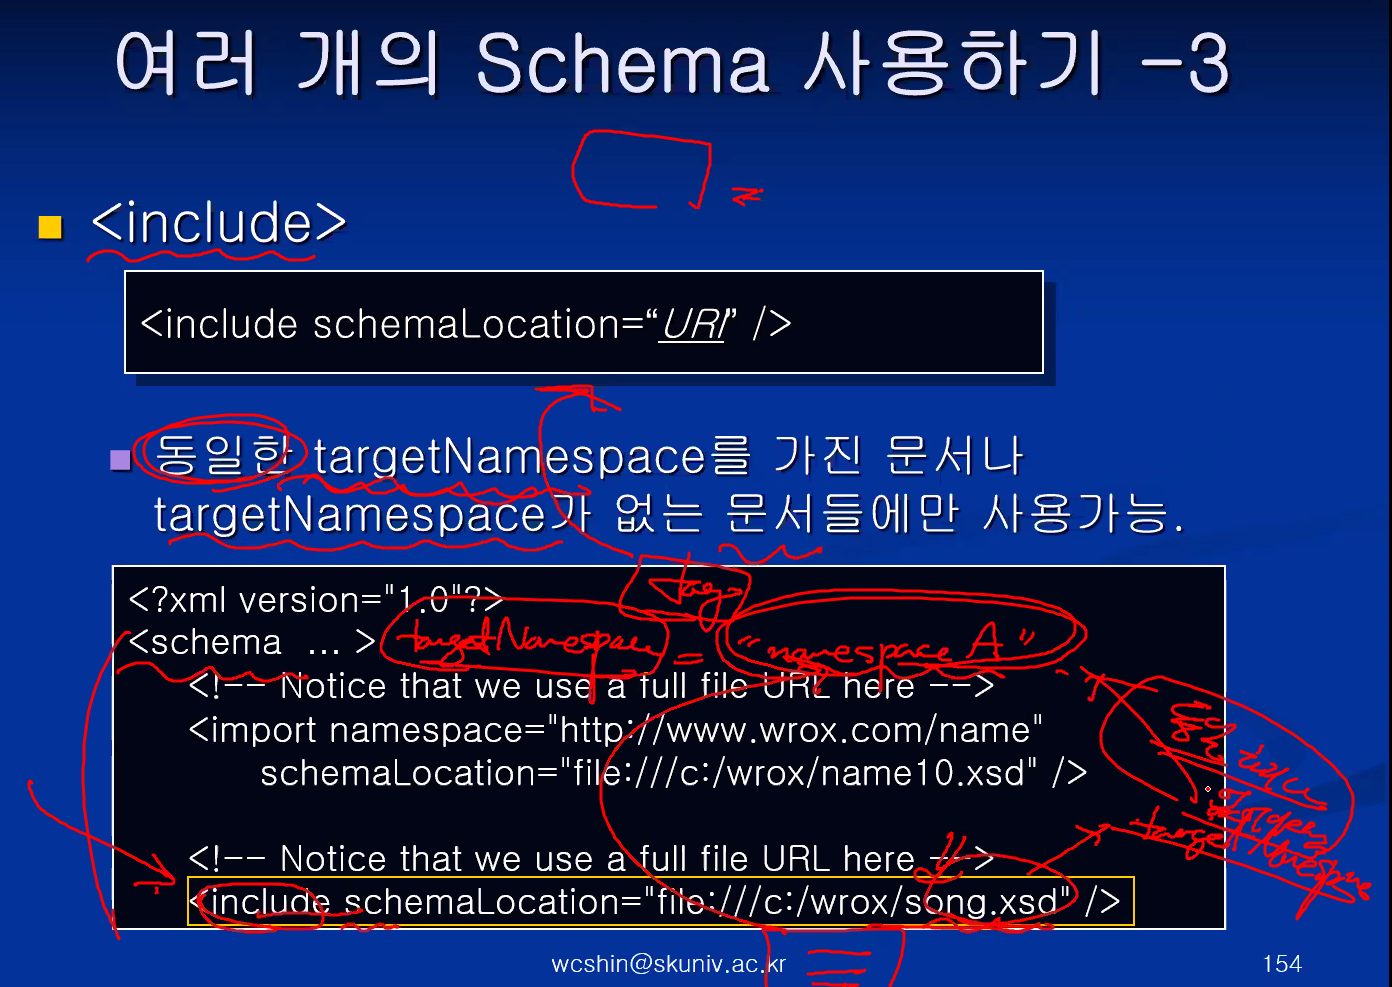 여러 개의 Schema 사용하기 -3
<include>
<include schemaLocation=“URI” />
동일한 targetNamespace를 가진 문서나
targetNamespace가 없는 문서들에만 사용가능.
<tag>
<?xml version="1.0"?>
<schema ... > targetNamespace = "namespace A"
<!-- Notice that we use a full file URL here -->
<import namespace="http://www.wrox.com/name"
schemaLocation="file:///c:/wrox/name10.xsd" />
<!-- Notice that we use a full file URL here -->
<include schemaLocation="file:///c:/wrox/song.xsd" />
targetNamespace
wcshin@skuniv.ac.kr
154